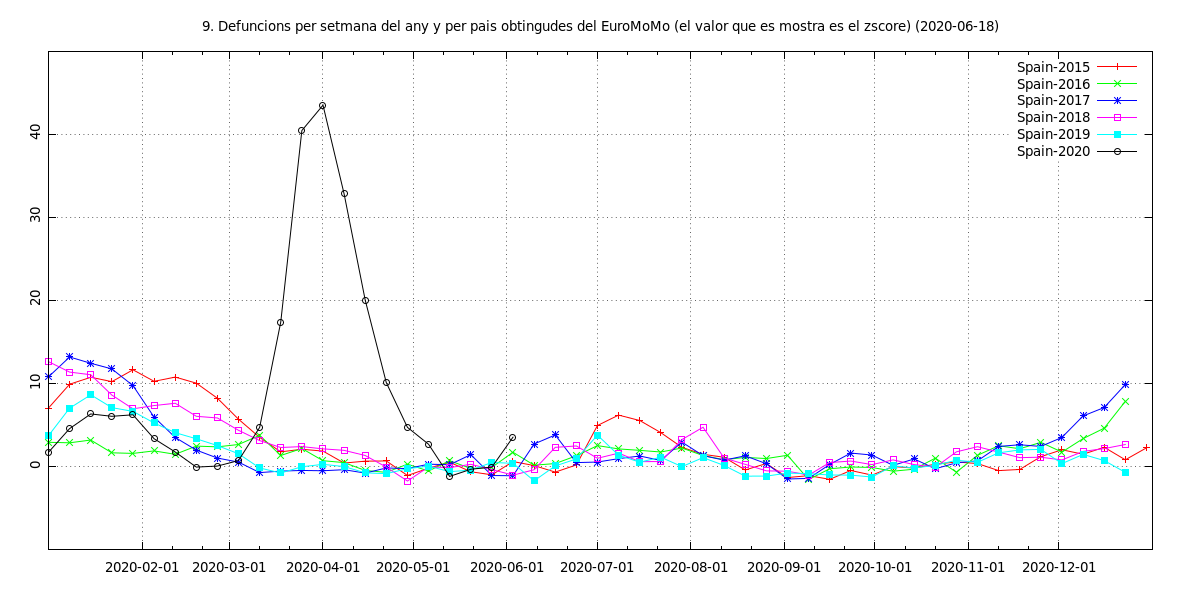 9. Defuncions per setmana del any y per pais obtingudes del EuroMoMo (el valor que es mostra es el zscore) (2020-06-18)
Spain-2015
Spain-2016
Spain-2017
Spain-2018
Spain-2019
Spain-2020
40
30
20
10
0
2020-02-01 2020-03-01 2020-04-01 2020-05-01 2020-06-01 2020-07-01 2020-08-01 2020-09-01 2020-10-01 2020-11-01 2020-12-01